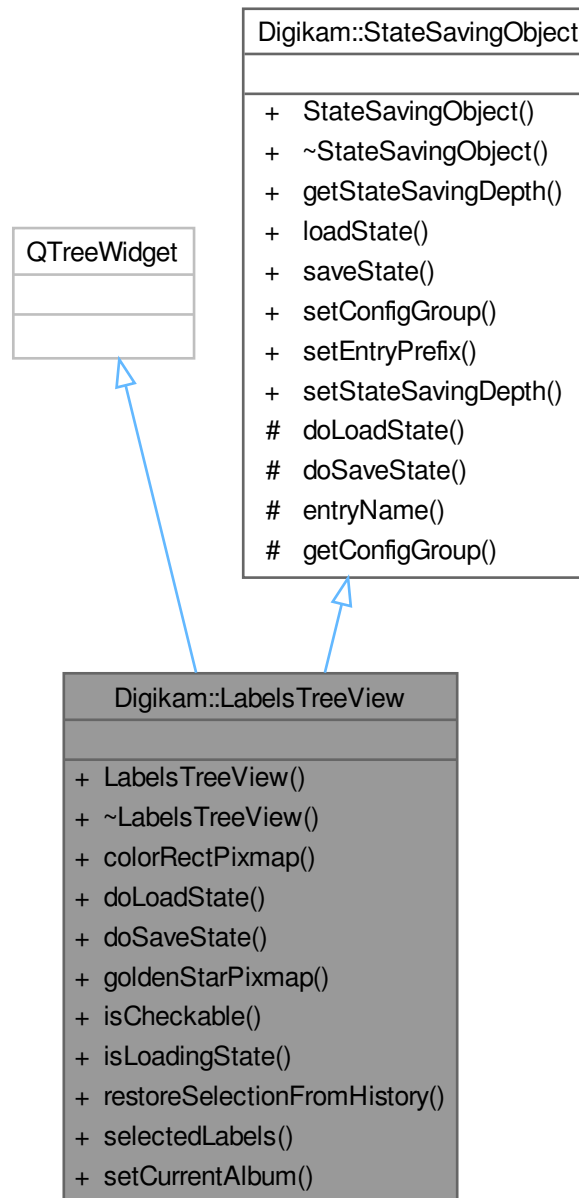 Digikam::StateSavingObject
+ StateSavingObject()
+ ~StateSavingObject()
+ getStateSavingDepth()
+ loadState()
+ saveState()
+ setConfigGroup()
+ setEntryPrefix()
+ setStateSavingDepth()
# doLoadState()
# doSaveState()
# entryName()
# getConfigGroup()
QTreeWidget
Digikam::LabelsTreeView
+ LabelsTreeView()
+ ~LabelsTreeView()
+ colorRectPixmap()
+ doLoadState()
+ doSaveState()
+ goldenStarPixmap()
+ isCheckable()
+ isLoadingState()
+ restoreSelectionFromHistory()
+ selectedLabels()
+ setCurrentAlbum()